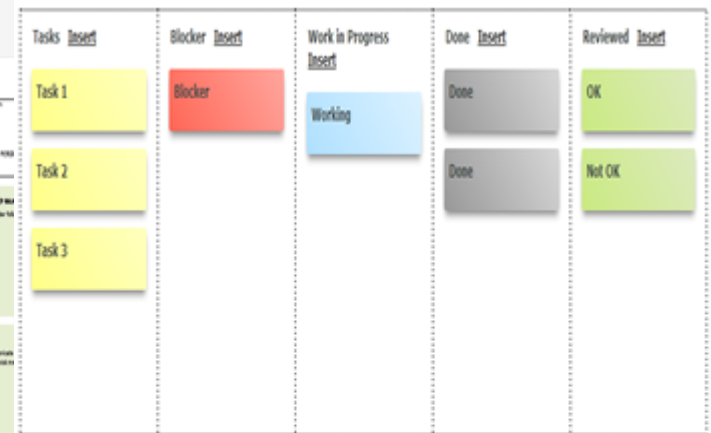 Tasks Insert
Blocker Insert
Work in Progress
Insert
Done Insert
Reviewed Insert
Task 1
Blocker
Working
Done
OK
Task 2
Done
Not OK
Task 3